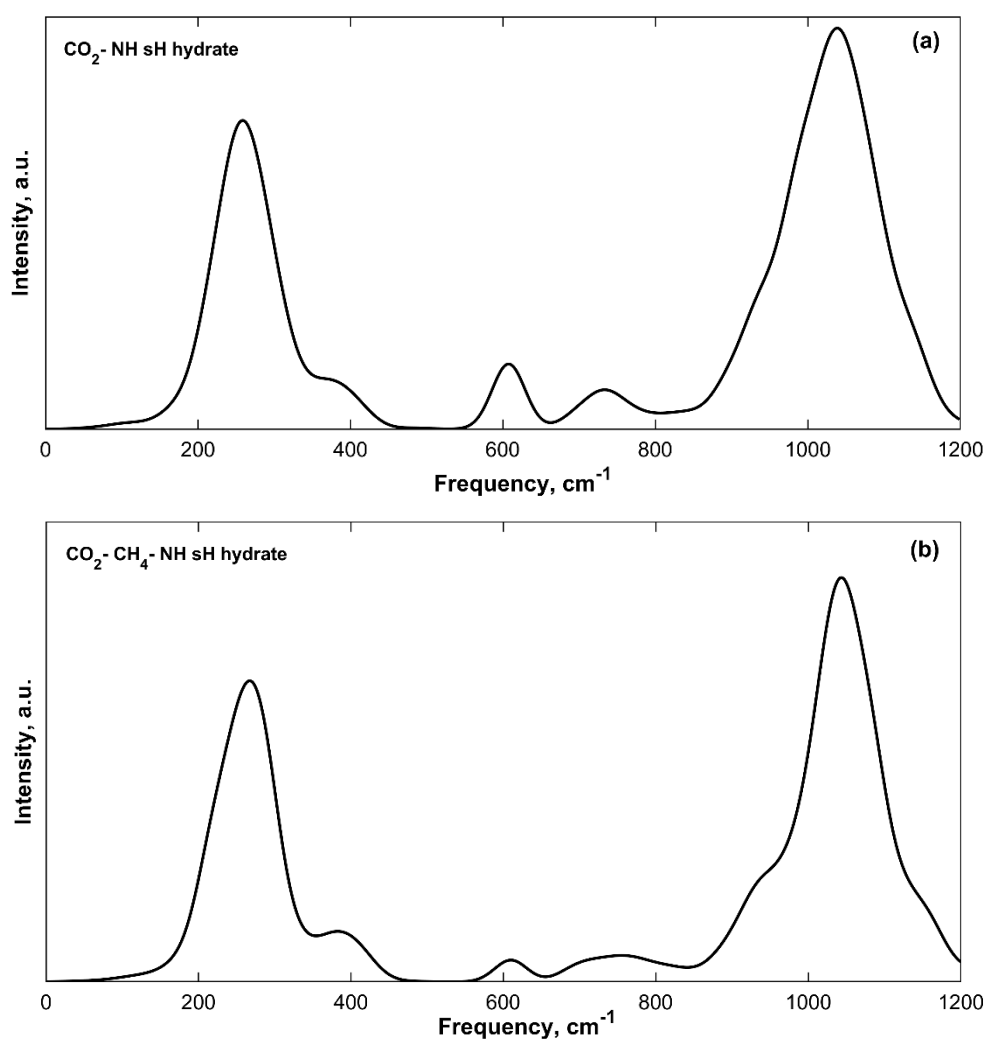 CO2- NH sH hydrate
(a)
Intensity, a.u.
0 200 400 600 800 1000 1200
Frequency, cm-1
CO2- CH4- NH sH hydrate
(b)
Intensity, a.u.
0 200 400 600 800 1000 1200
Frequency, cm-1